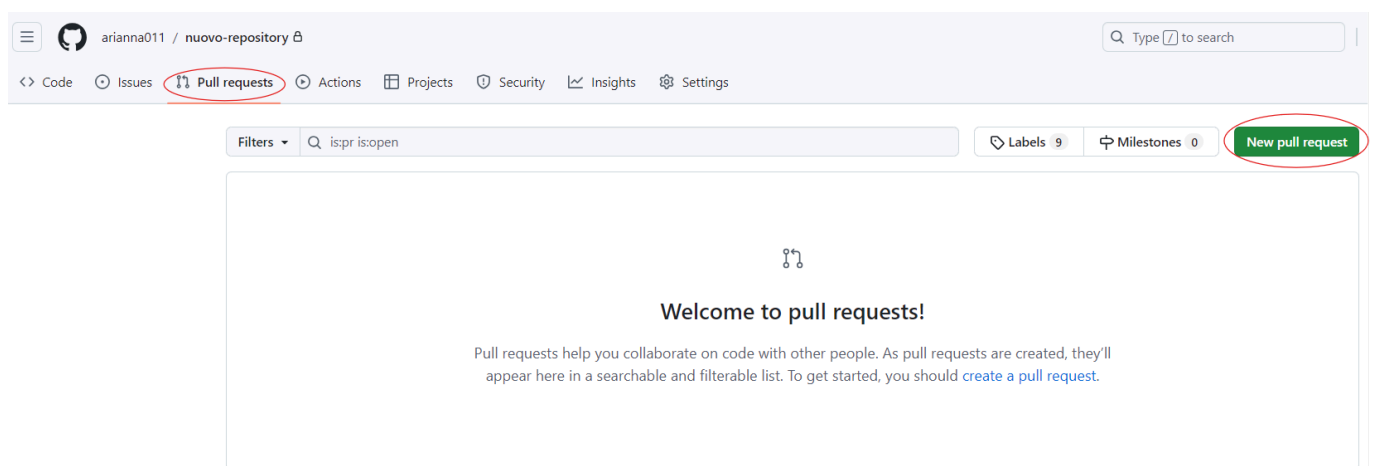 arianna011 / nuovo-repository
Type / to search
<> Code Issues Pull requests Actions Projects Security Insights Settings
Filters is:pr is:open Labels 9 Milestones 0 New pull request
Welcome to pull requests!
Pull requests help you collaborate on code with other people. As pull requests are created, they'll
appear here in a searchable and filterable list. To get started, you should create a pull request.